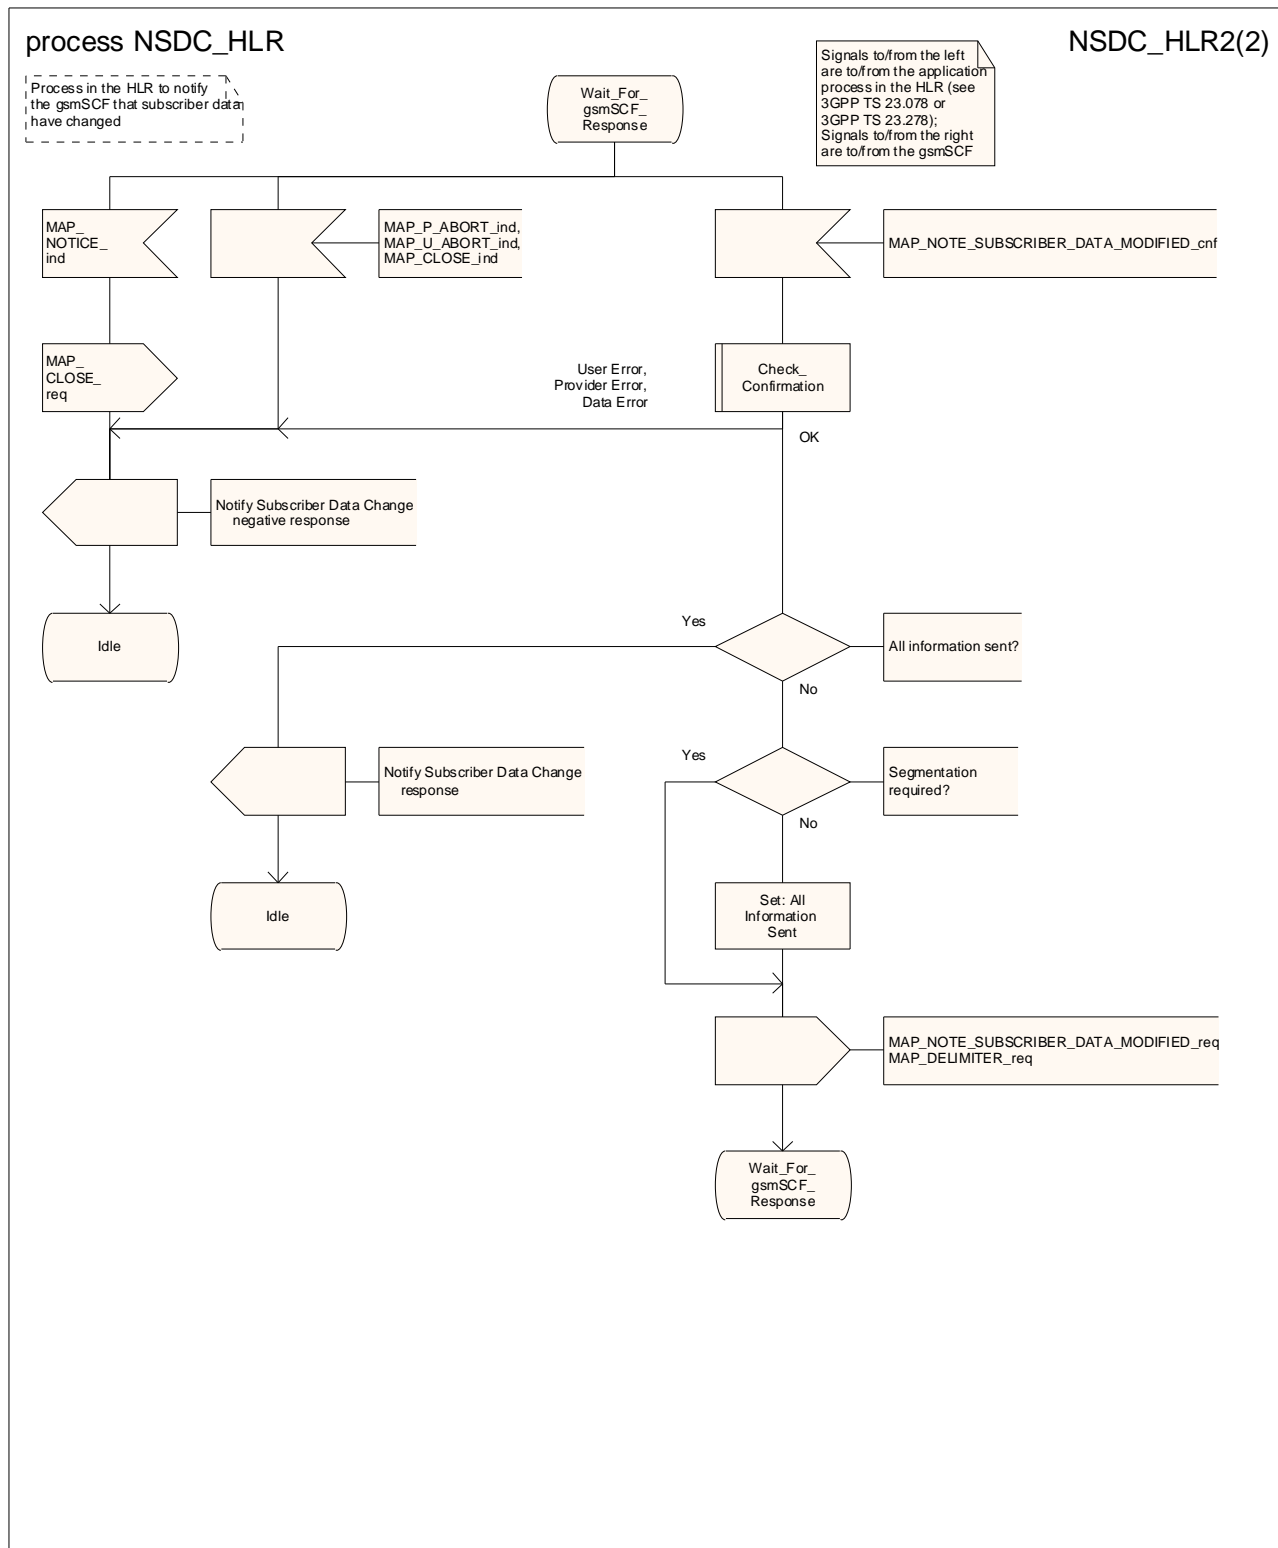 process NSDC_HLR
NSDC_HLR2(2)
Process in the HLR to notify
the gsmSCF that subscriber data
have changed
Wait_For_
gsmSCF_
Response
Signals to/from the left
are to/from the application
process in the HLR (see
3GPP TS 23.078 or
3GPP TS 23.278);
Signals to/from the right
are to/from the gsmSCF
MAP_
NOTICE_
ind
MAP_P_ABORT_ind,
MAP_U_ABORT_ind,
MAP_CLOSE_ind
MAP_NOTE_SUBSCRIBER_DATA_MODIFIED_cnf
MAP_
CLOSE_
req
User Error,
Provider Error,
Data Error
Check_
Confirmation
OK
Notify Subscriber Data Change
negative response
Idle
Yes
All information sent?
No
Notify Subscriber Data Change
response
Yes
Segmentation
required?
No
Idle
Set: All
Information
Sent
MAP_NOTE_SUBSCRIBER_DATA_MODIFIED_req
MAP_DELIMITER_req
Wait_For_
gsmSCF_
Response